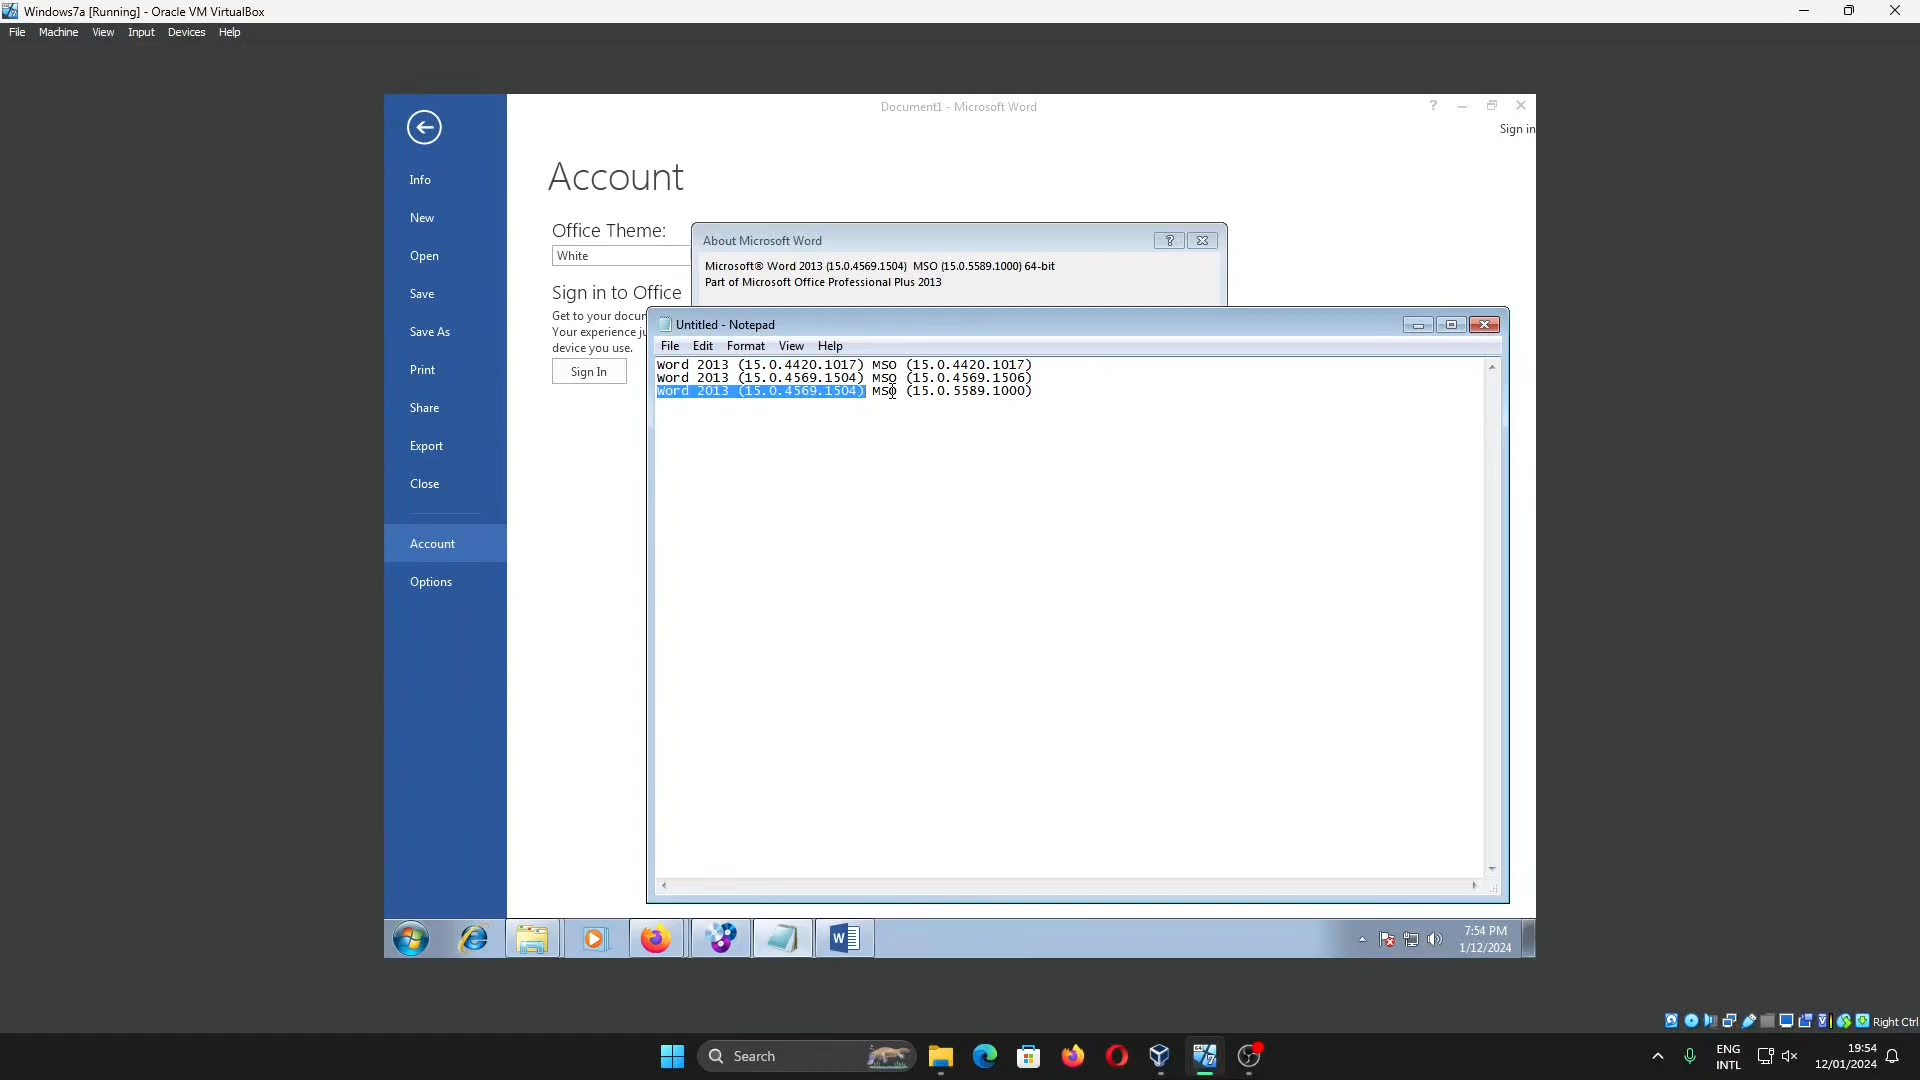 Windows7a [Running] - Oracle VM VirtualBox
File Machine View Input Devices Help
Document1 - Microsoft Word
?
Sign in
Info
New
Open
Save
Save As
Print
Share
Export
Close
Account
Options
Account
Office Theme:
White
Sign in to Office
Get to your docur
Your experience ju
device you use.
Sign In
About Microsoft Word
?
Microsoft® Word 2013 (15.0.4569.1504) MSO (15.0.5589.1000) 64-bit
Part of Microsoft Office Professional Plus 2013
Untitled - Notepad
File Edit Format View Help
Word 2013 (15.0.4420.1017) MSO (15.0.4420.1017)
Word 2013 (15.0.4569.1504) MSO (15.0.4569.1506)
Word 2013 (15.0.4569.1504) MSO (15.0.5589.1000)
W
7:54 PM
1/12/2024
Right Ctrl
Search
ENG
INTL
19:54
12/01/2024